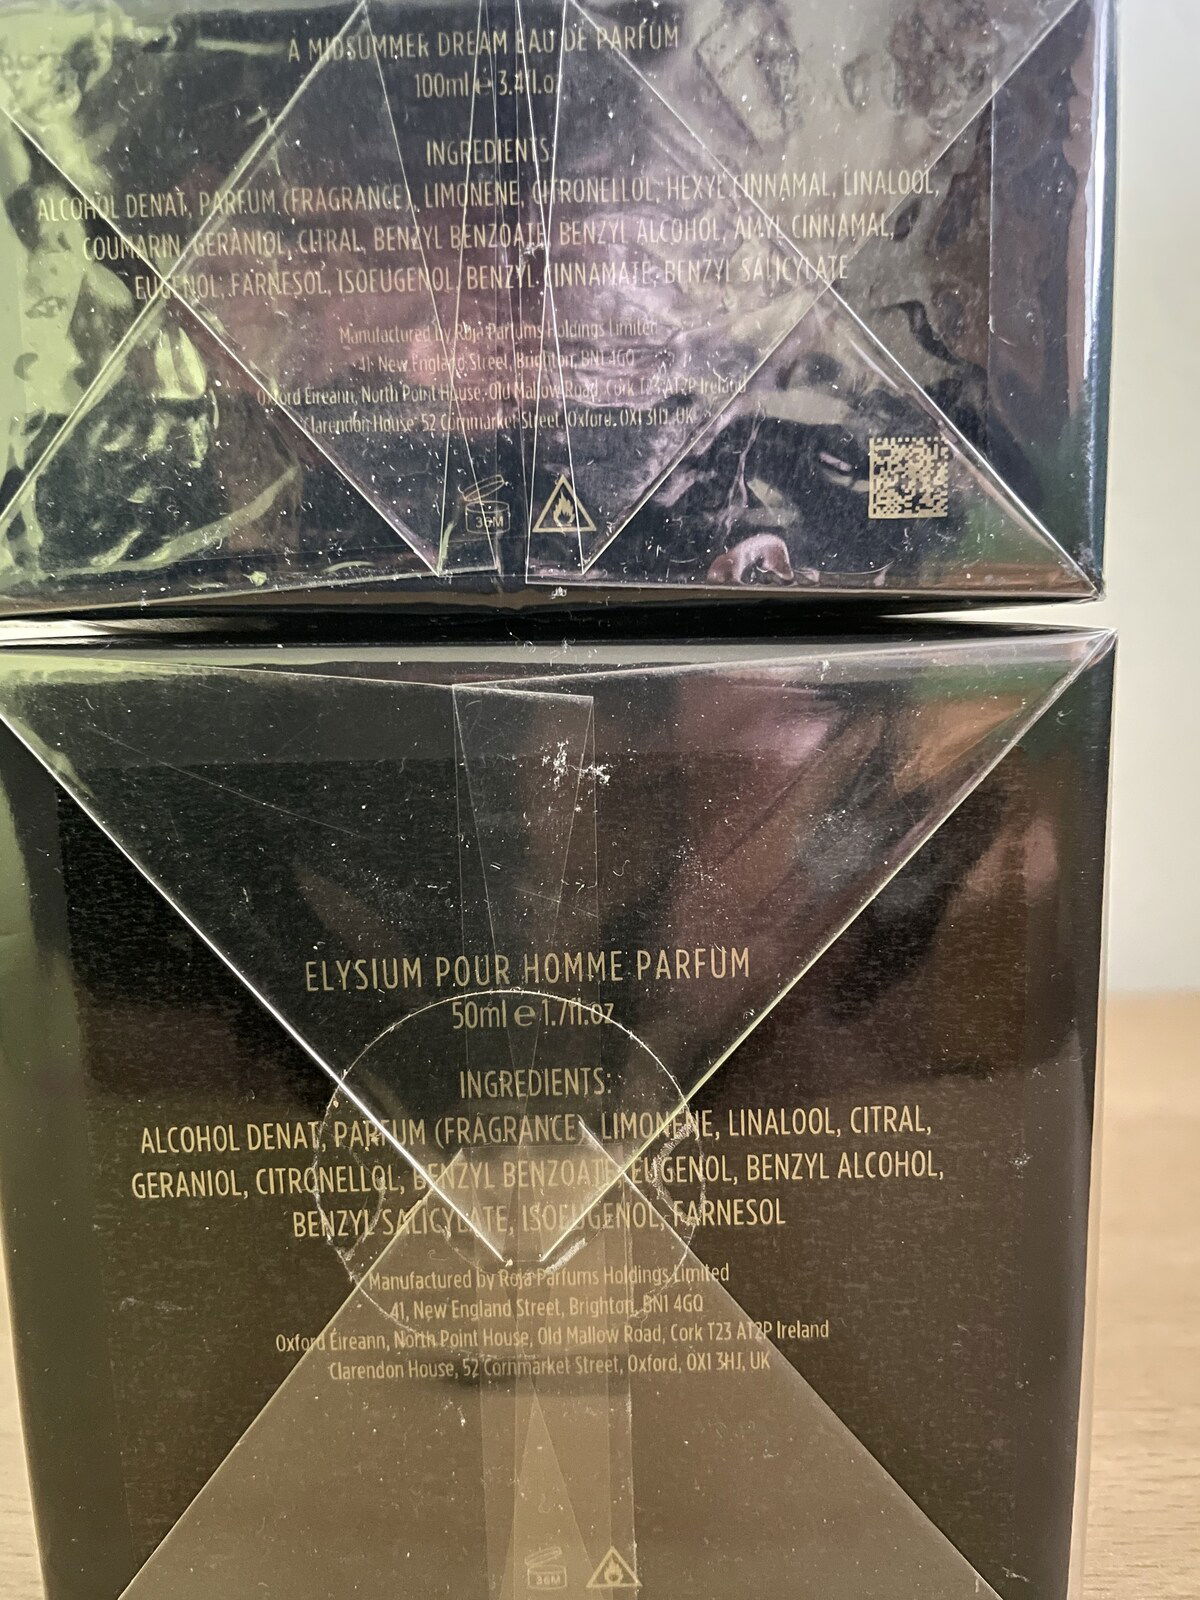 A MIDSUMMER DREAM EAU DE PARFUM
100ml e 3.4fl.oz
INGREDIENTS:
ALCOHOL DENAT, PARFUM (FRAGRANCE), LIMONENE, CITRONELLOL, HEXYL CINNAMAL, LINALOOL,
COUMARIN, GERANIOL, CITRAL, BENZYL BENZOATE, BENZYL ALCOHOL, AMYL CINNAMAL,
EUGENOL, FARNESOL, ISOEUGENOL, BENZYL CINNAMATE, BENZYL SALICYLATE
Manufactured by Roja Parfums Holdings Limited
41, New England Street, Brighton, BN1 4GQ
Oxford Éireann, North Point House, Old Mallow Road, Cork T23 AT2P Ireland
Clarendon House, 52 Cornmarket Street, Oxford, OX1 3HJ, UK
36M
ELYSIUM POUR HOMME PARFUM
50ml e 1.7fl.oz
INGREDIENTS:
ALCOHOL DENAT, PARFUM (FRAGRANCE), LIMONENE, LINALOOL, CITRAL,
GERANIOL, CITRONELLOL, BENZYL BENZOATE, EUGENOL, BENZYL ALCOHOL,
BENZYL SALICYLATE, ISOEUGENOL, FARNESOL
Manufactured by Roja Parfums Holdings Limited
41, New England Street, Brighton, BN1 4GQ
Oxford Éireann, North Point House, Old Mallow Road, Cork T23 AT2P Ireland
Clarendon House, 52 Cornmarket Street, Oxford, OX1 3HJ, UK
36M